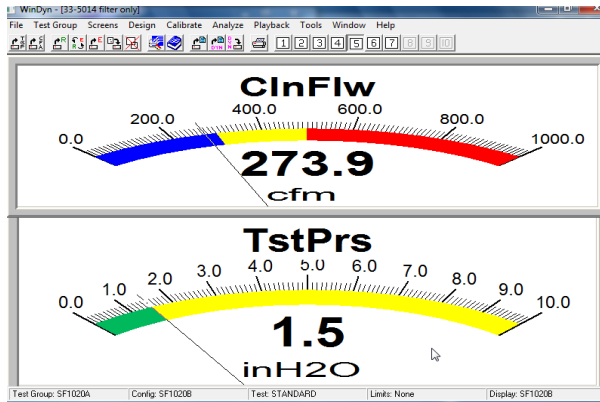 WinDyn - [33-5014 filter only]
File Test Group Screens Design Calibrate Analyze Playback Tools Window Help
1 2 3 4 5 6 7 8 9 10
ClnFlw
0.0 200.0 400.0 600.0 800.0 1000.0
273.9
cfm
TstPrs
0.0 1.0 2.0 3.0 4.0 5.0 6.0 7.0 8.0 9.0 10.0
1.5
inH2O
Test Group: SF1020A Config: SF1020B Test: STANDARD Limits: None Display: SF1020B